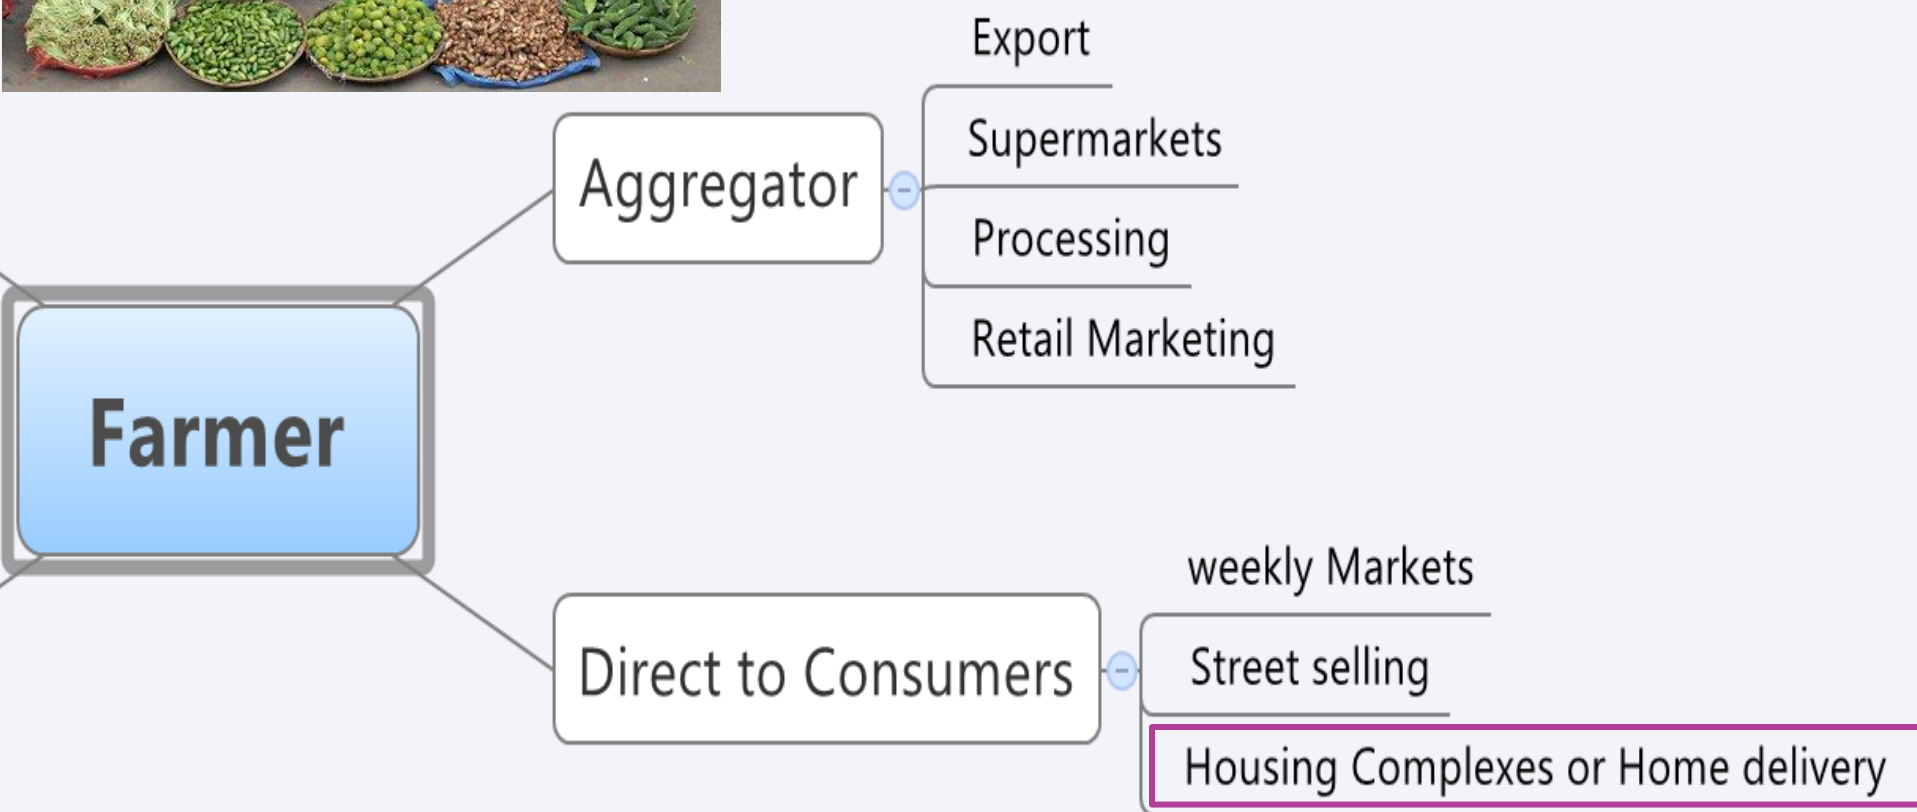 Export
Supermarkets
Aggregator
Processing
Retail Marketing
Farmer
weekly Markets
Street selling
Direct to Consumers
Housing Complexes or Home delivery